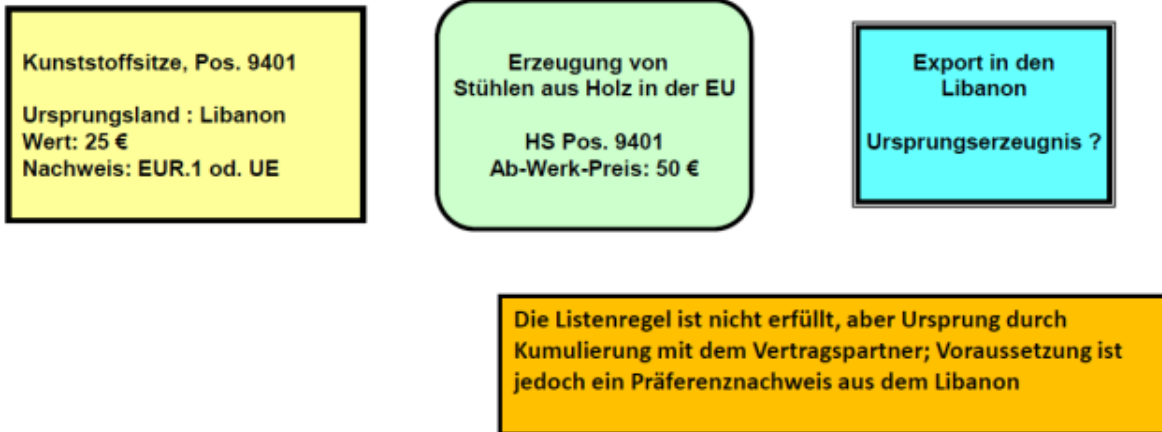 Kunststoffsitze, Pos. 9401
Ursprungsland : Libanon
Wert: 25 €
Nachweis: EUR.1 od. UE
Erzeugung von
Stühlen aus Holz in der EU
HS Pos. 9401
Ab-Werk-Preis: 50 €
Export in den
Libanon
Ursprungserzeugnis ?
Die Listenregel ist nicht erfüllt, aber Ursprung durch
Kumulierung mit dem Vertragspartner; Voraussetzung ist
jedoch ein Präferenznachweis aus dem Libanon